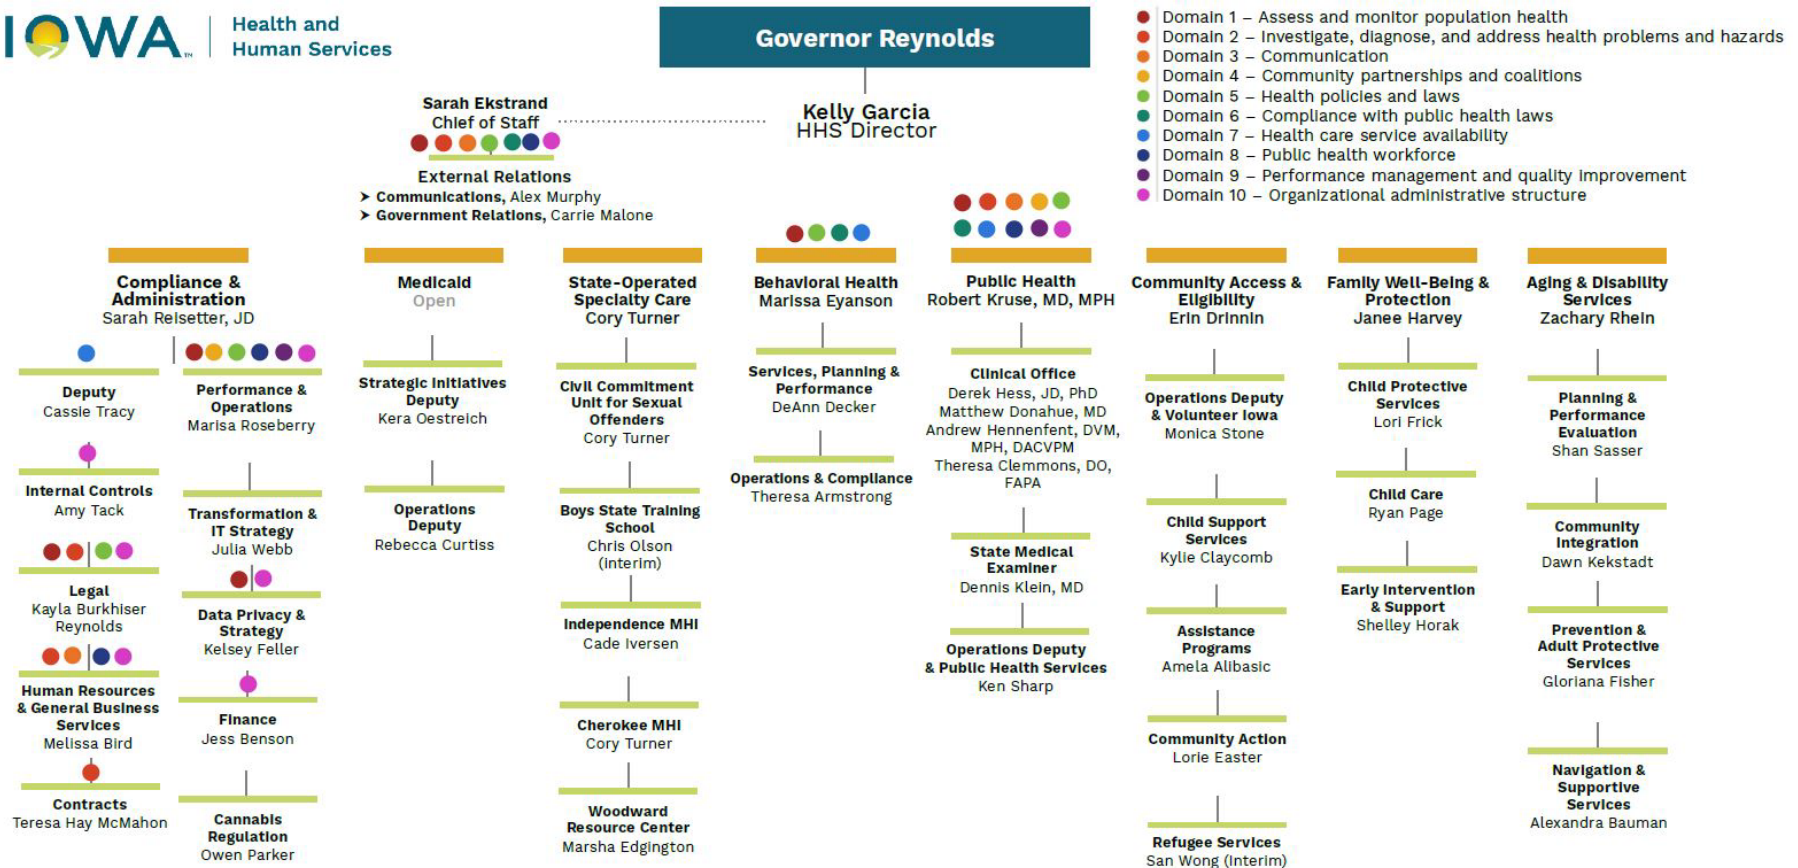 IOWA™
Health and
Human Services
Governor Reynolds
Domain 1 – Assess and monitor population health
Domain 2 – Investigate, diagnose, and address health problems and hazards
Domain 3 – Communication
Domain 4 – Community partnerships and coalitions
Domain 5 – Health policies and laws
Domain 6 – Compliance with public health laws
Domain 7 – Health care service availability
Domain 8 – Public health workforce
Domain 9 – Performance management and quality improvement
Domain 10 – Organizational administrative structure
Kelly Garcia
HHS Director
Sarah Ekstrand
Chief of Staff
External Relations
➤ Communications, Alex Murphy
➤ Government Relations, Carrie Malone
Compliance &
Administration
Sarah Reisetter, JD
Deputy
Cassie Tracy
Internal Controls
Amy Tack
Legal
Kayla Burkhiser
Reynolds
Human Resources
& General Business
Services
Melissa Bird
Contracts
Teresa Hay McMahon
Performance &
Operations
Marisa Roseberry
Transformation &
IT Strategy
Julia Webb
Data Privacy &
Strategy
Kelsey Feller
Finance
Jess Benson
Cannabis
Regulation
Owen Parker
Medicaid
Open
Strategic Initiatives
Deputy
Kera Oestreich
Operations
Deputy
Rebecca Curtiss
State-Operated
Specialty Care
Cory Turner
Civil Commitment
Unit for Sexual
Offenders
Cory Turner
Boys State Training
School
Chris Olson
(interim)
Independence MHI
Cade Iversen
Cherokee MHI
Cory Turner
Woodward
Resource Center
Marsha Edgington
Behavioral Health
Marissa Eyanson
Services, Planning &
Performance
DeAnn Decker
Operations & Compliance
Theresa Armstrong
Public Health
Robert Kruse, MD, MPH
Clinical Office
Derek Hess, JD, PhD
Matthew Donahue, MD
Andrew Hennenfent, DVM,
MPH, DACVPM
Theresa Clemmons, DO,
FAPA
State Medical
Examiner
Dennis Klein, MD
Operations Deputy
& Public Health Services
Ken Sharp
Community Access &
Eligibility
Erin Drinnin
Operations Deputy
& Volunteer Iowa
Monica Stone
Child Support
Services
Kylie Claycomb
Assistance
Programs
Amela Alibasic
Community Action
Lorie Easter
Refugee Services
San Wong (Interim)
Family Well-Being &
Protection
Janee Harvey
Child Protective
Services
Lori Frick
Child Care
Ryan Page
Early Intervention
& Support
Shelley Horak
Aging & Disability
Services
Zachary Rhein
Planning &
Performance
Evaluation
Shan Sasser
Community
Integration
Dawn Kekstadt
Prevention &
Adult Protective
Services
Gloriana Fisher
Navigation &
Supportive
Services
Alexandra Bauman